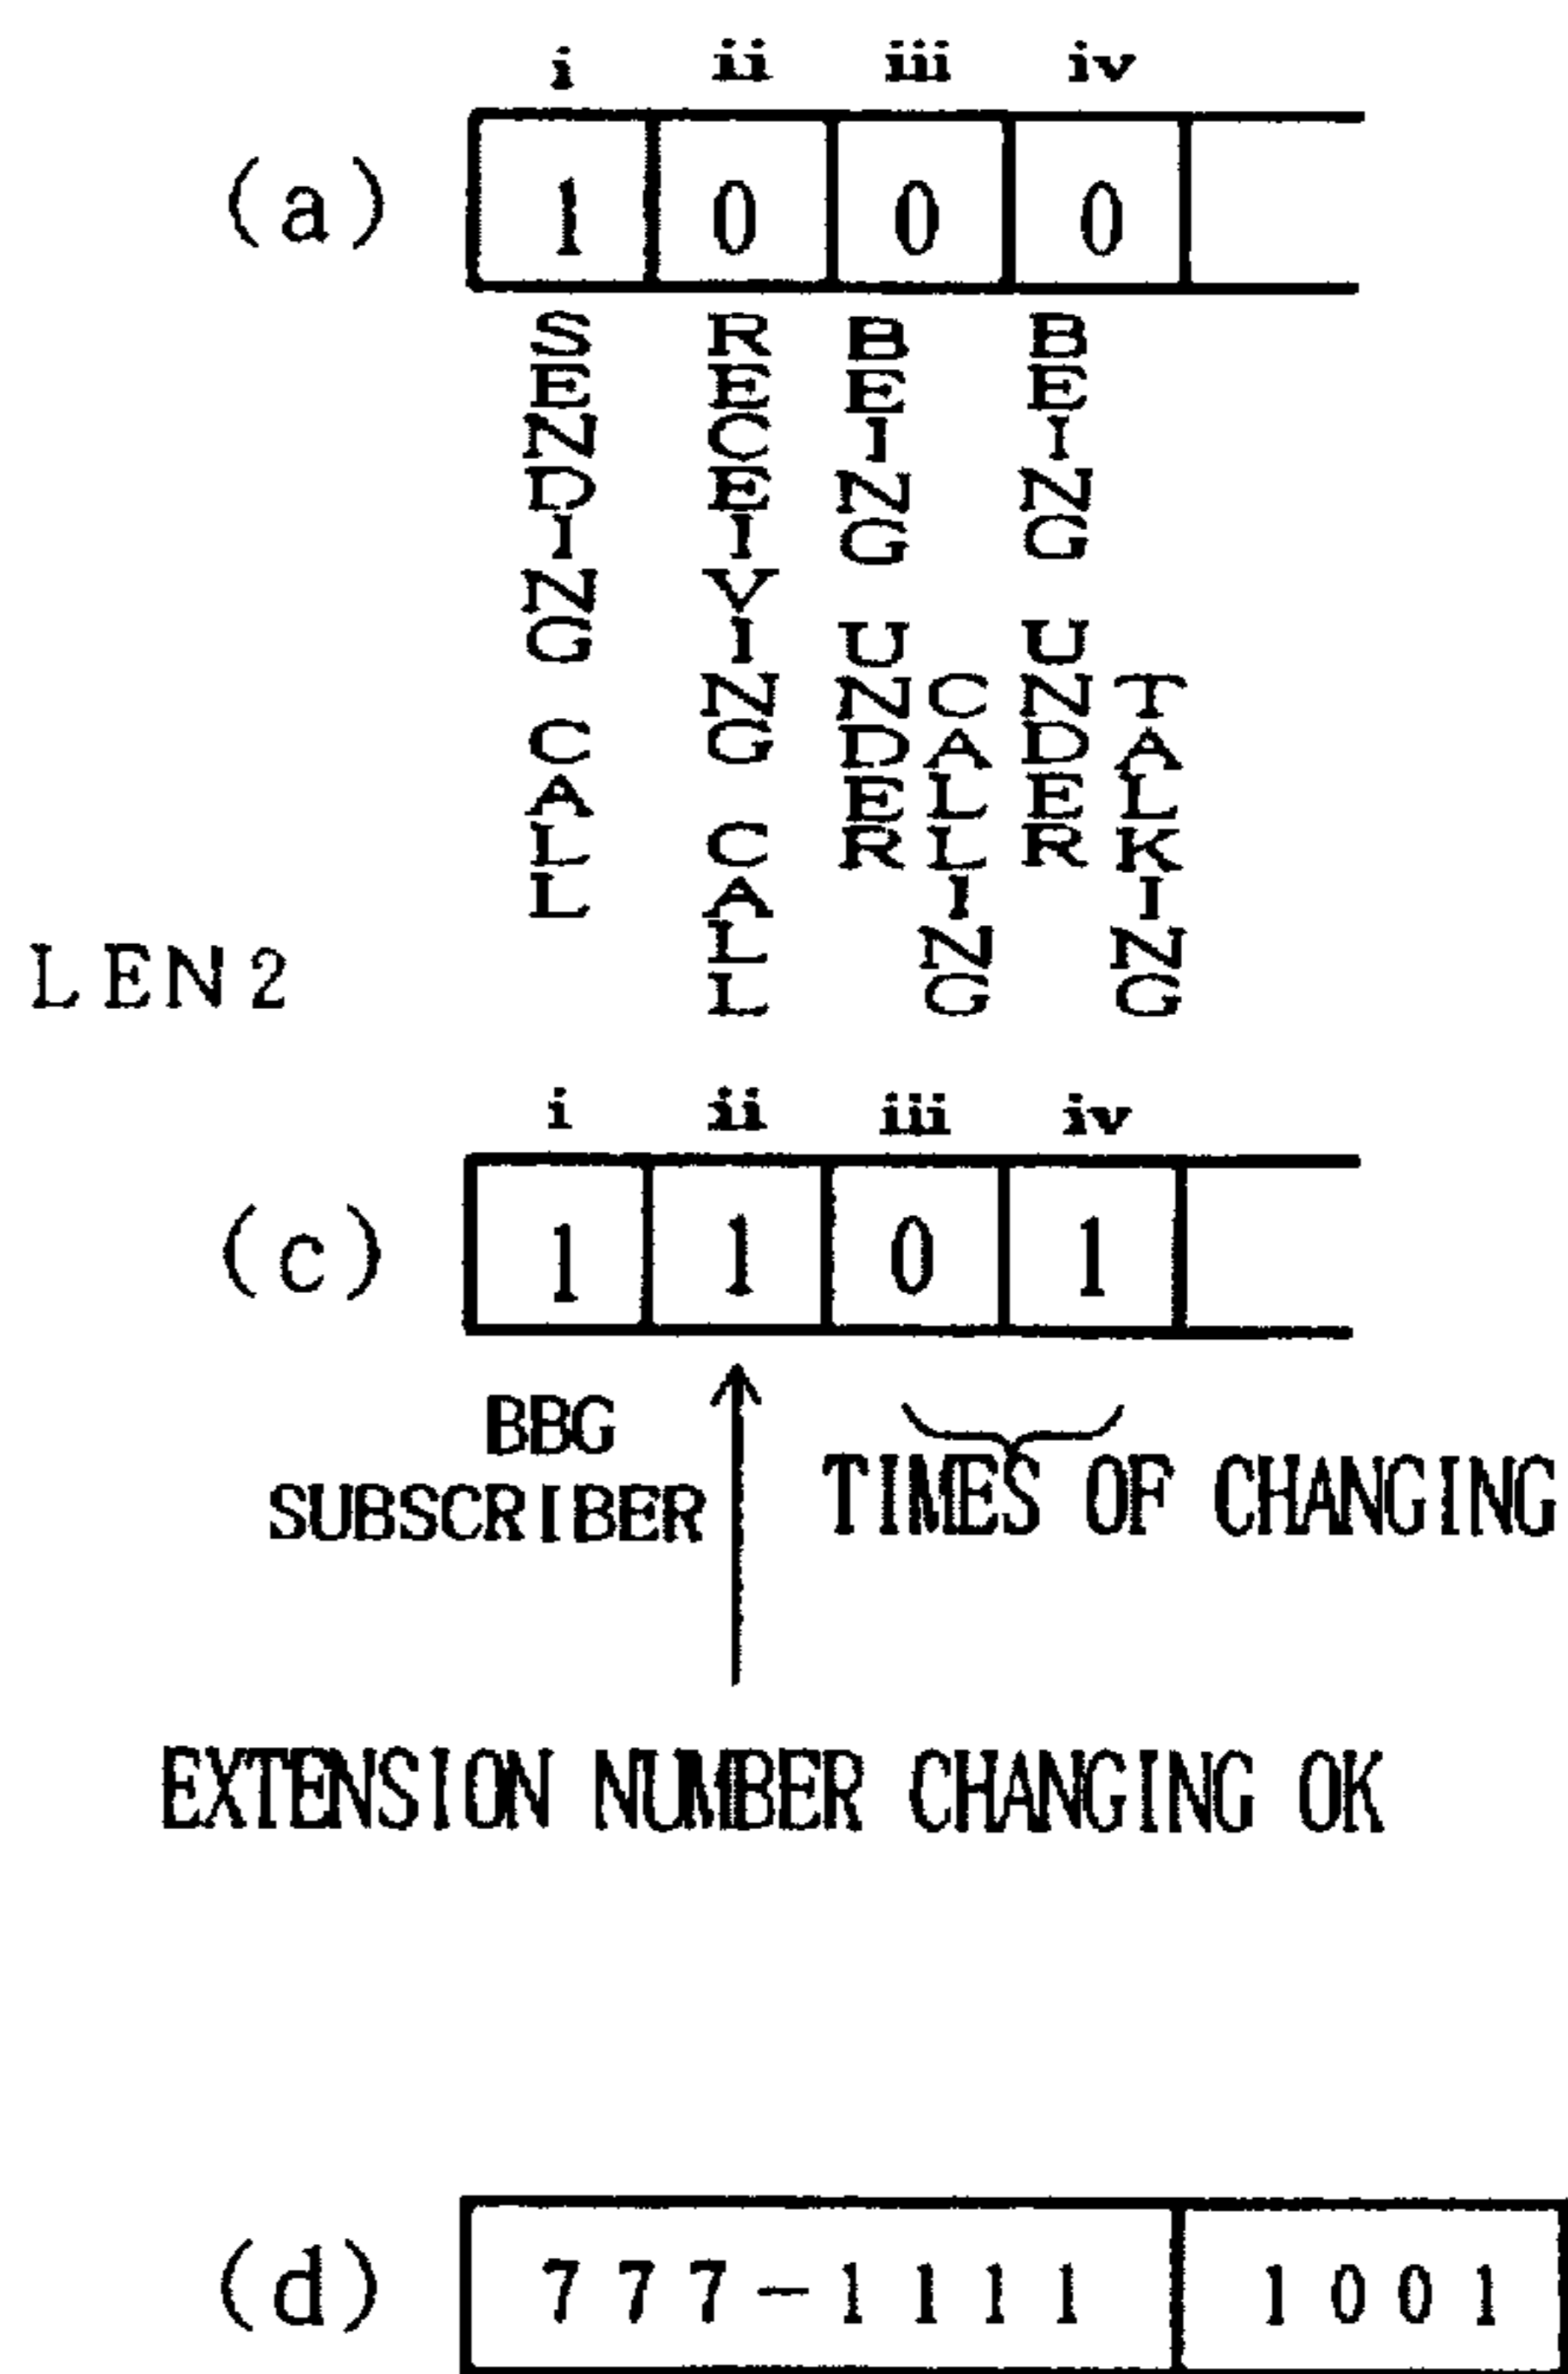 i ii iii iv
(a) 1 0 0 0
SENDING CALL
RECEIVING CALL
BEING UNDER CALLING
BEING UNDER TALKING
LEN2
i ii iii iv
(c) 1 1 0 1
BBG
SUBSCRIBER
TIMES OF CHANGING
EXTENSION NUMBER CHANGING OK
(d) 777-1111 1001